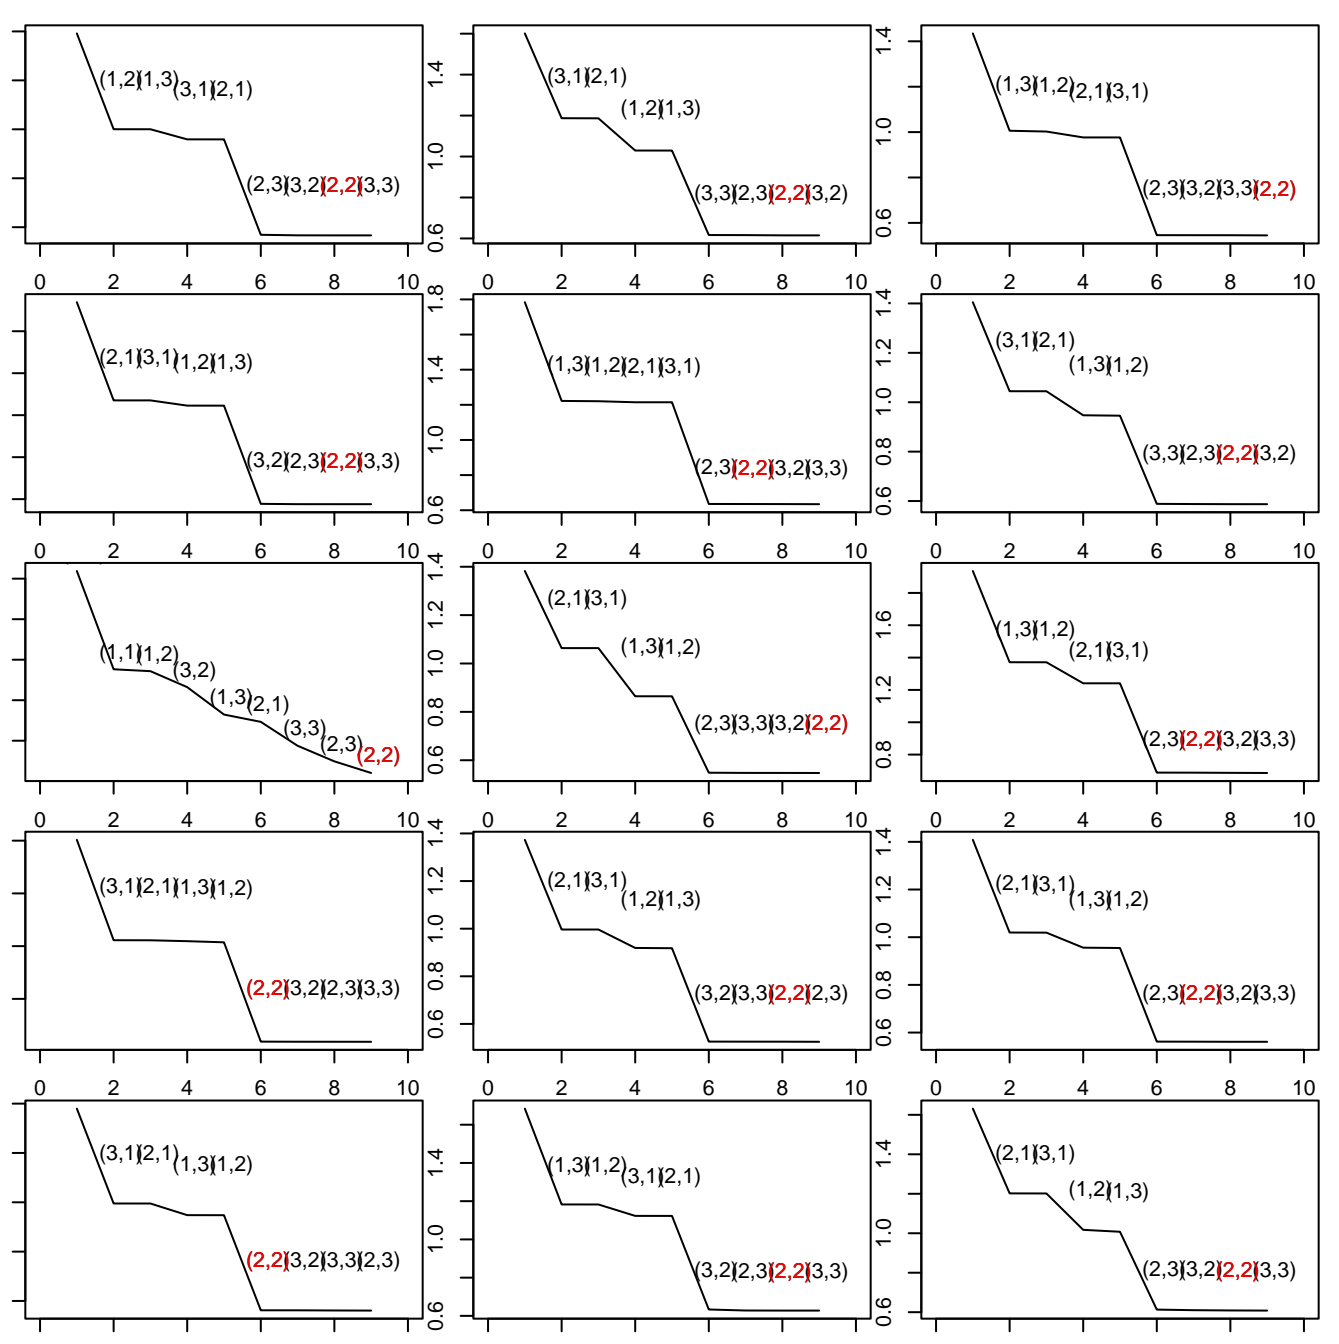 (1,2)(1,3)(3,1)(2,1)
(2,3)(3,2)(2,2)(3,3)
0.6 1.0 1.4
(3,1)(2,1)
(1,2)(1,3)
(3,3)(2,3)(2,2)(3,2)
0.6 1.0 1.4
(1,3)(1,2)(2,1)(3,1)
(2,3)(3,2)(3,3)(2,2)
0 2 4 6 8 10
0 2 4 6 8 10
0 2 4 6 8 10
(2,1)(3,1)(1,2)(1,3)
(3,2)(2,3)(2,2)(3,3)
0.6 1.0 1.4 1.8
(1,3)(1,2)(2,1)(3,1)
(2,3)(2,2)(3,2)(3,3)
0.6 0.8 1.0 1.2 1.4
(3,1)(2,1)
(1,3)(1,2)
(3,3)(2,3)(2,2)(3,2)
0 2 4 6 8 10
0 2 4 6 8 10
0 2 4 6 8 10
(1,1)(1,2)
(3,2)
(1,3)(2,1)
(3,3)
(2,3)
(2,2)
0.6 0.8 1.0 1.2 1.4
(2,1)(3,1)
(1,3)(1,2)
(2,3)(3,3)(3,2)(2,2)
0.8 1.2 1.6
(1,3)(1,2)
(2,1)(3,1)
(2,3)(2,2)(3,2)(3,3)
0 2 4 6 8 10
0 2 4 6 8 10
0 2 4 6 8 10
(3,1)(2,1)(1,3)(1,2)
(2,2)(3,2)(2,3)(3,3)
0.6 0.8 1.0 1.2 1.4
(2,1)(3,1)
(1,2)(1,3)
(3,2)(3,3)(2,2)(2,3)
0.6 0.8 1.0 1.2 1.4
(2,1)(3,1)
(1,3)(1,2)
(2,3)(2,2)(3,2)(3,3)
0 2 4 6 8 10
0 2 4 6 8 10
0 2 4 6 8 10
(3,1)(2,1)
(1,3)(1,2)
(2,2)(3,2)(3,3)(2,3)
0.6 1.0 1.4
(1,3)(1,2)
(3,1)(2,1)
(3,2)(2,3)(2,2)(3,3)
0.6 1.0 1.4
(2,1)(3,1)
(1,2)(1,3)
(2,3)(3,2)(2,2)(3,3)